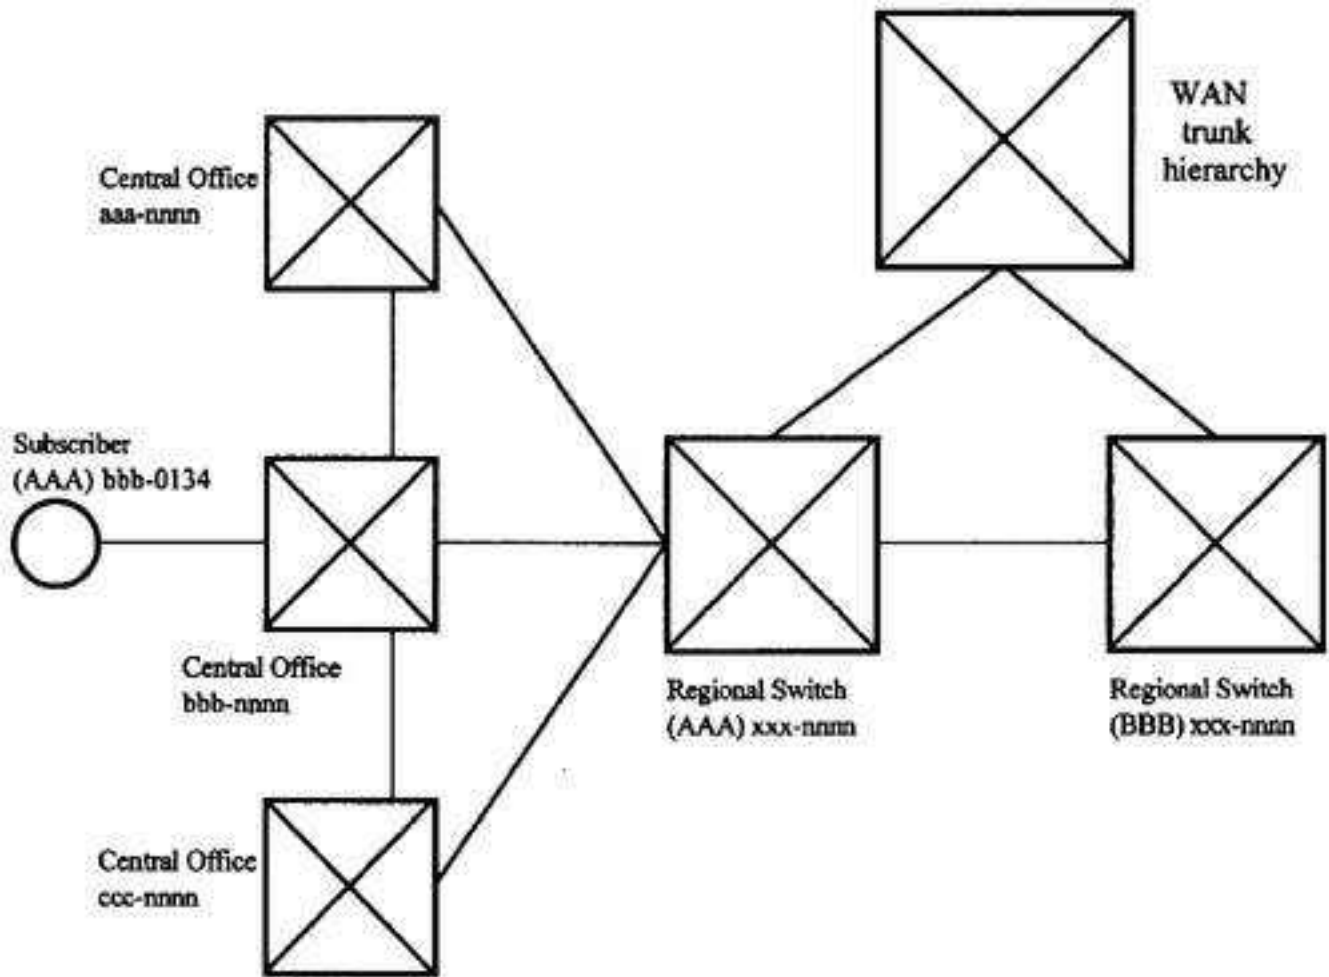 WAN
trunk
hierarchy
Central Office
aaa-nnnn
Subscriber
(AAA) bbb-0134
Central Office
bbb-nnnn
Regional Switch
(AAA) xxx-nnnn
Regional Switch
(BBB) xxx-nnnn
Central Office
ccc-nnnn